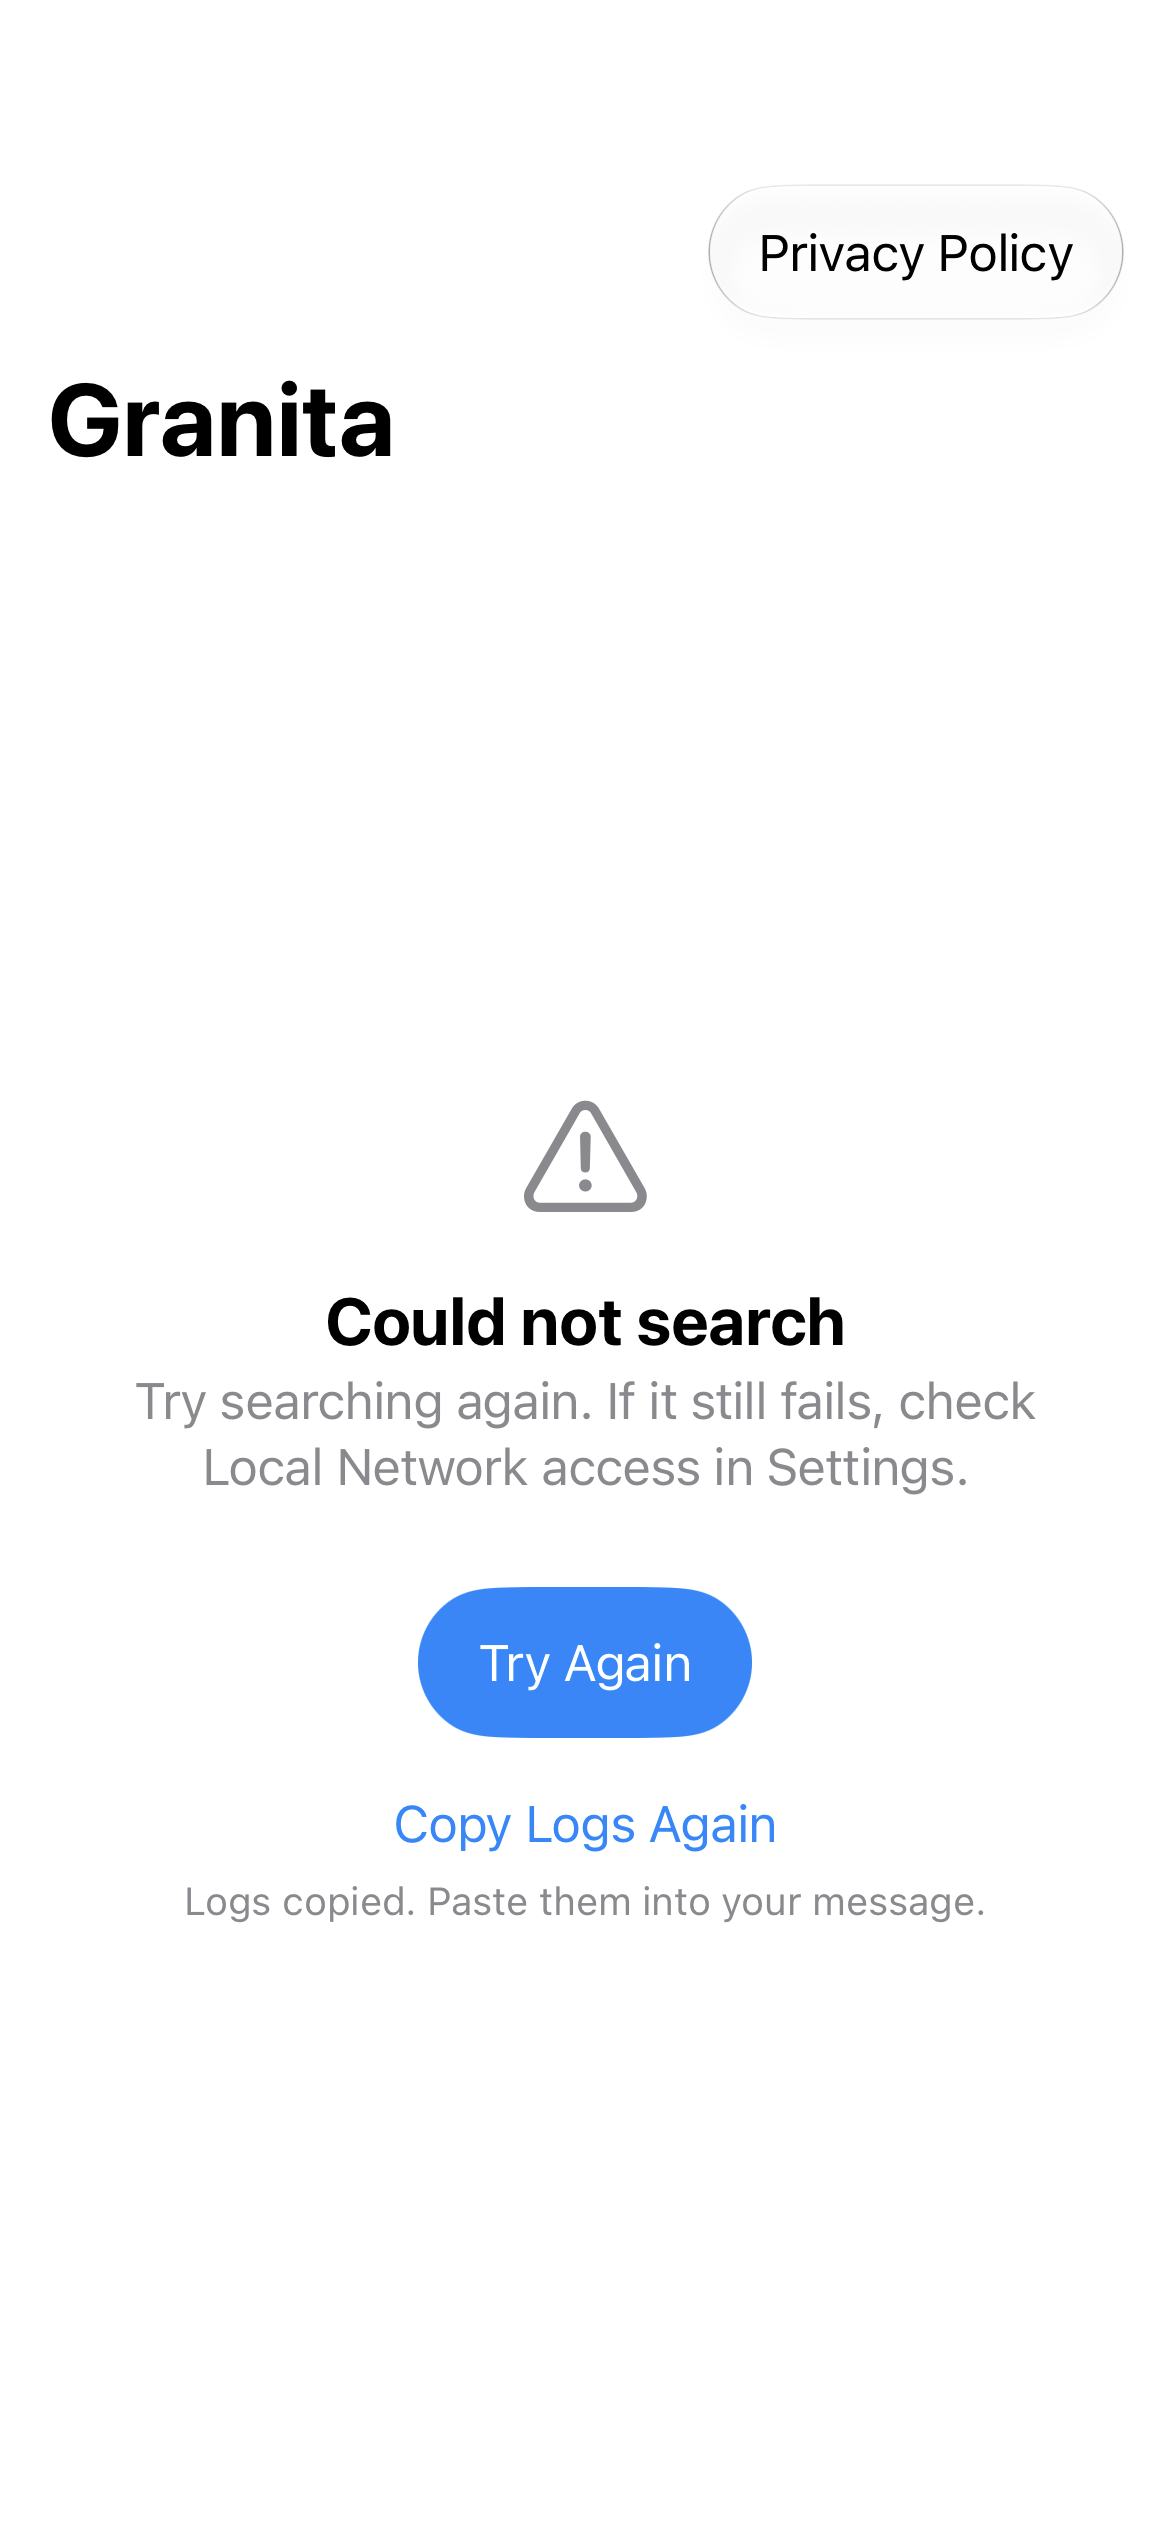 Privacy Policy
Granita
Could not search
Try searching again. If it still fails, check
Local Network access in Settings.
Try Again
Copy Logs Again
Logs copied. Paste them into your message.